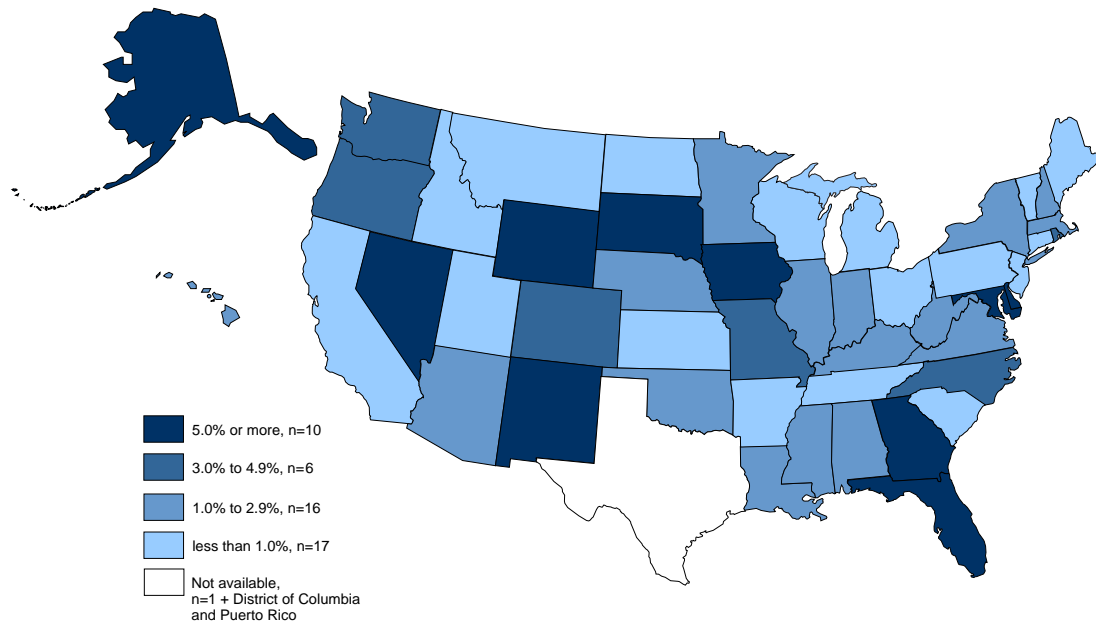 5.0% or more, n=10
3.0% to 4.9%, n=6
1.0% to 2.9%, n=16
less than 1.0%, n=17
Not available,
n=1 + District of Columbia
and Puerto Rico